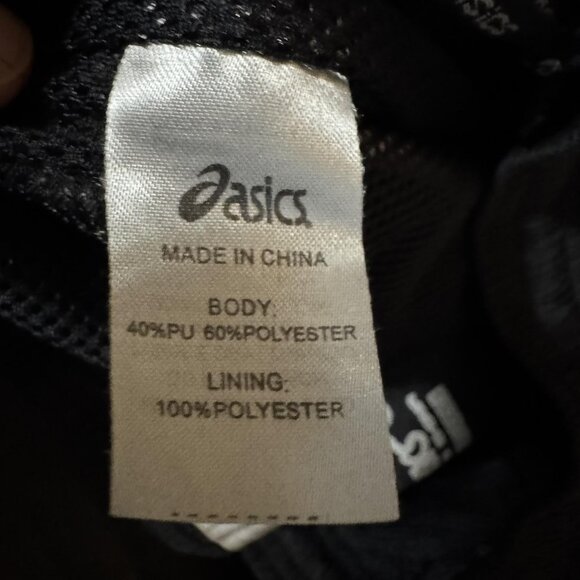 asics
MADE IN CHINA
BODY:
40%PU 60%POLYESTER
LINING:
100%POLYESTER